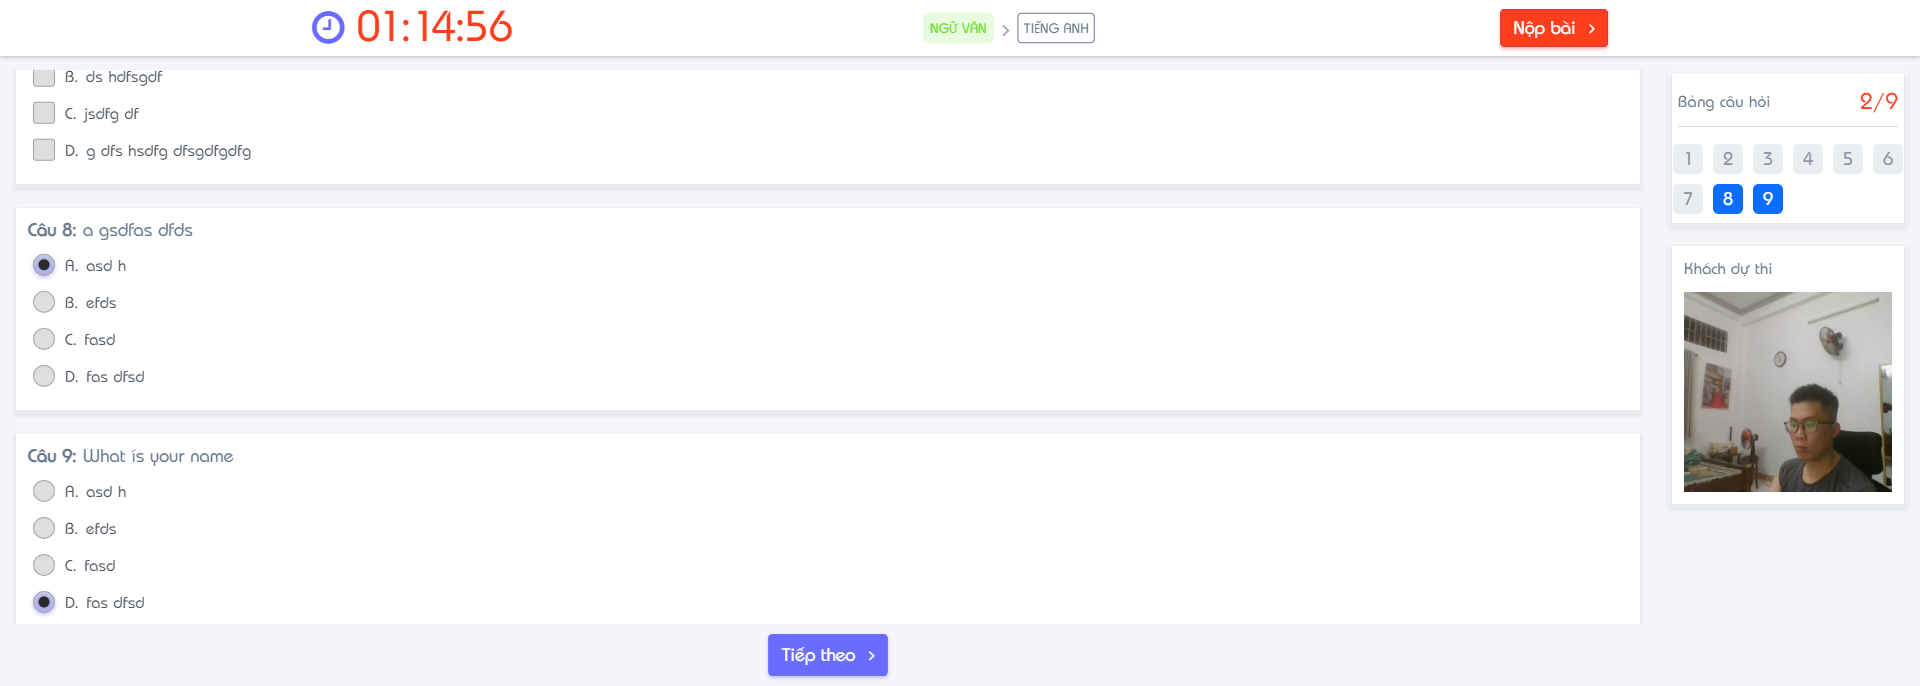 01:14:56
NGỮ VĂN > TIẾNG ANH
Nộp bài >
B. ds hdfsgdf
C. jsdfg df
D. g dfs hsdfg dfsgdfgdfg
Câu 8: a gsdfas dfds
A. asd h
B. efds
C. fasd
D. fas dfsd
Câu 9: What ís your name
A. asd h
B. efds
C. fasd
D. fas dfsd
Tiếp theo >
Bảng câu hỏi 2/9
1 2 3 4 5 6
7 8 9
Khách dự thi